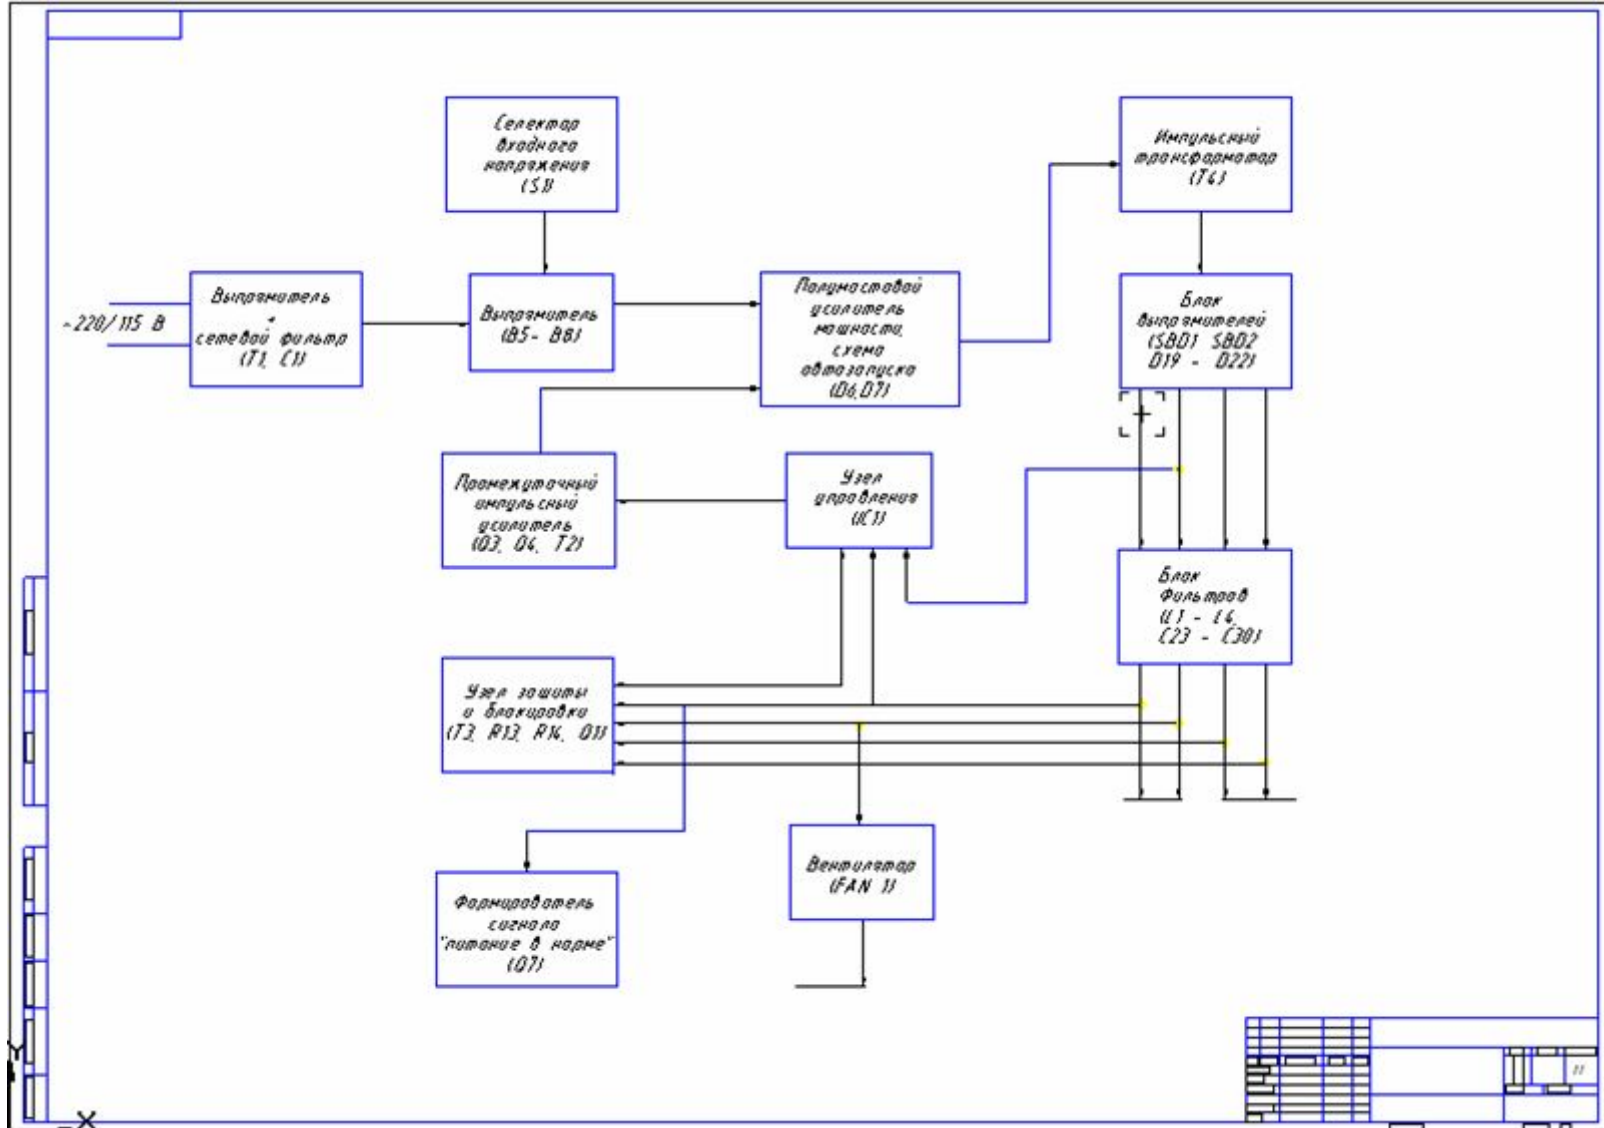 Селектор
входного
напряжения
(S1)
Импульсный
трансформатор
(T4)
~220/115 В
Выпрямитель
+
сетевой фильтр
(T1, C1)
Выпрямитель
(B5- B8)
Полумостовой
усилитель
мощности,
схема
автозапуска
(D6,D7)
Блок
выпрямителей
(SBD1 SBD2
D19 - D22)
Промежуточный
импульсный
усилитель
(Q3, Q4, T2)
Узел
управления
(IC1)
Блок
Фильтров
(L1 - L4,
C23 - C30)
Узел защиты
и блокировки
(T3, R13, R14, Q1)
Вентилятор
(FAN 1)
Формирователь
сигнала
"питание в норме"
(Q7)
Y
X